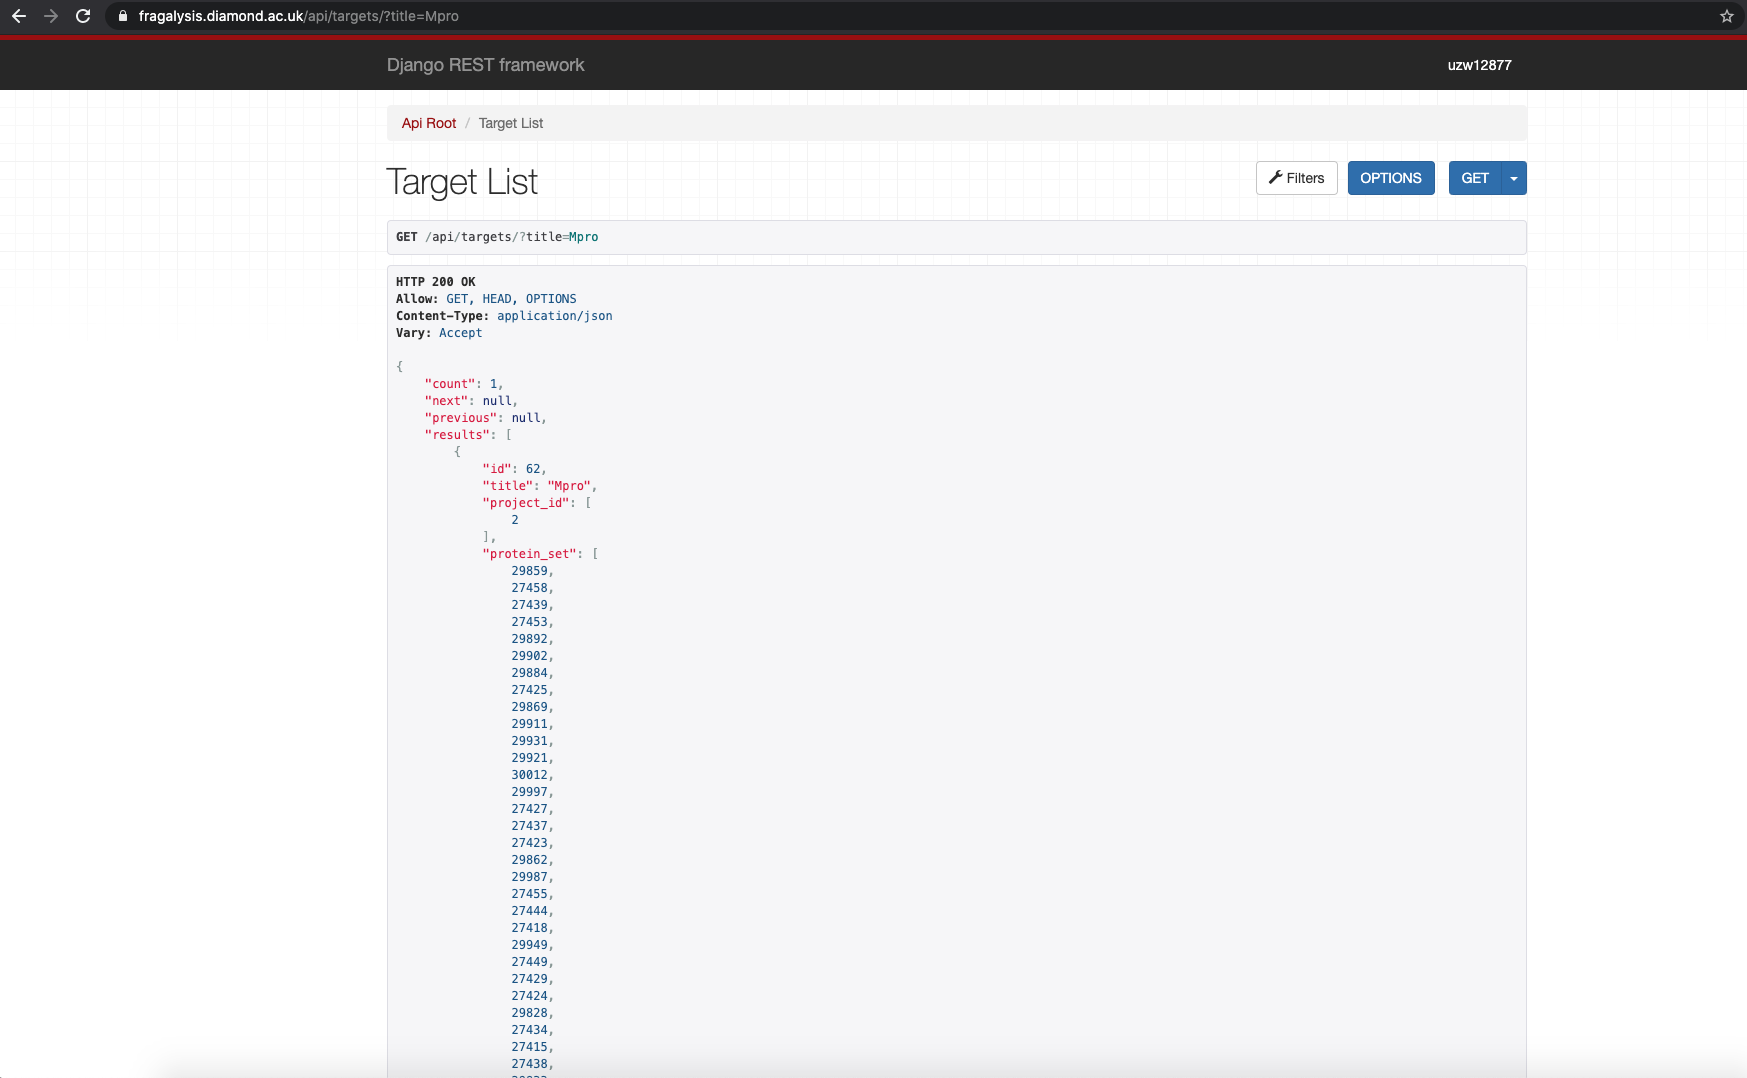 fragalysis.diamond.ac.uk/api/targets/?title=Mpro
Django REST framework
uzw12877
Api Root / Target List
Target List
Filters
OPTIONS
GET
GET /api/targets/?title=Mpro
HTTP 200 OK
Allow: GET, HEAD, OPTIONS
Content-Type: application/json
Vary: Accept
{
"count": 1,
"next": null,
"previous": null,
"results": [
{
"id": 62,
"title": "Mpro",
"project_id": [
2
],
"protein_set": [
29859,
27458,
27439,
27453,
29892,
29902,
29884,
27425,
29869,
29911,
29931,
29921,
30012,
29997,
27427,
27437,
27423,
29862,
29987,
27455,
27444,
27418,
29949,
27449,
27429,
27424,
29828,
27434,
27415,
27438,